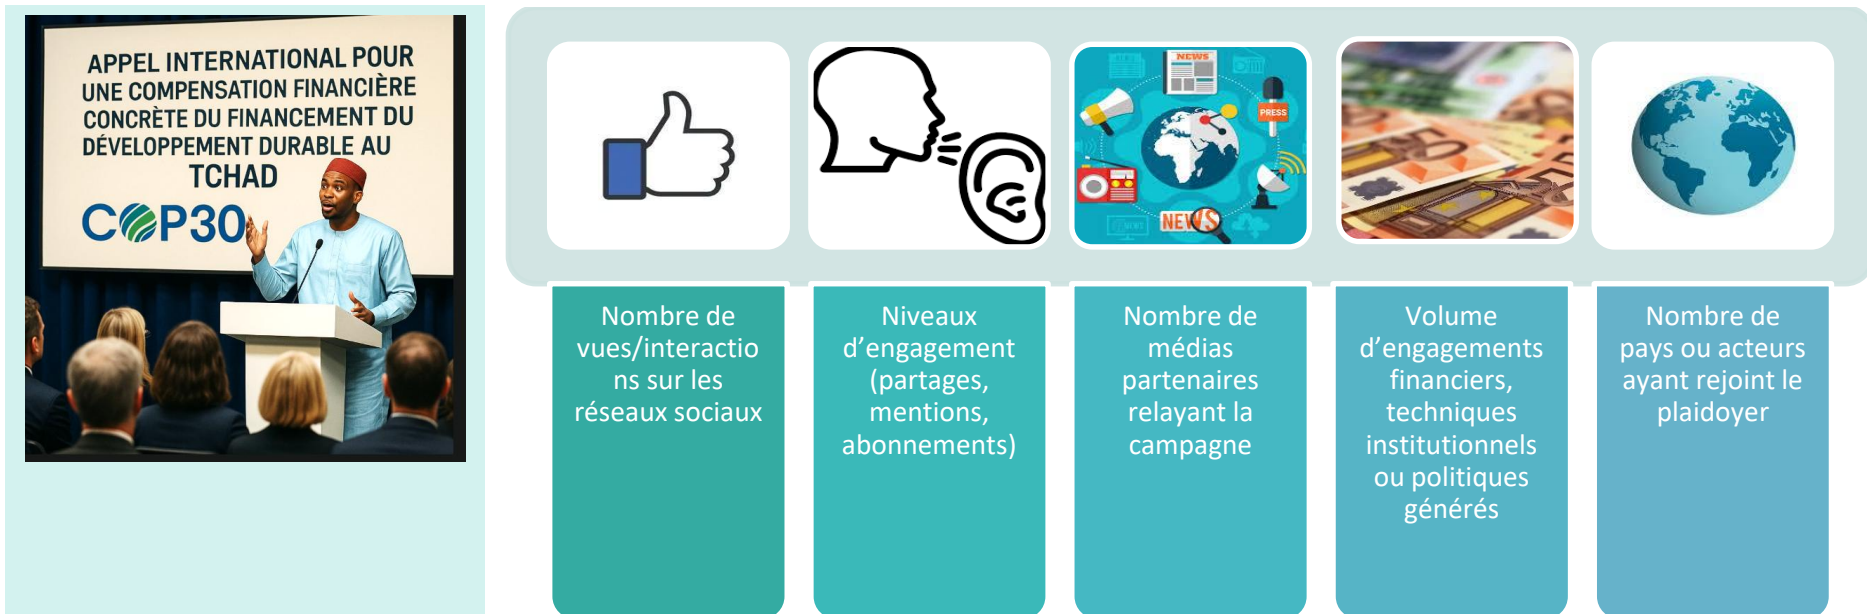 APPEL INTERNATIONAL POUR
UNE COMPENSATION FINANCIÈRE
CONCRÈTE DU FINANCEMENT DU
DÉVELOPPEMENT DURABLE AU
TCHAD
COP30
NEWS
PRESS
NEWS
Nombre de
vues/interactio
ns sur les
réseaux sociaux
Niveaux
d'engagement
(partages,
mentions,
abonnements)
Nombre de
médias
partenaires
relayant la
campagne
Volume
d'engagements
financiers,
techniques
institutionnels
ou politiques
générés
Nombre de
pays ou acteurs
ayant rejoint le
plaidoyer